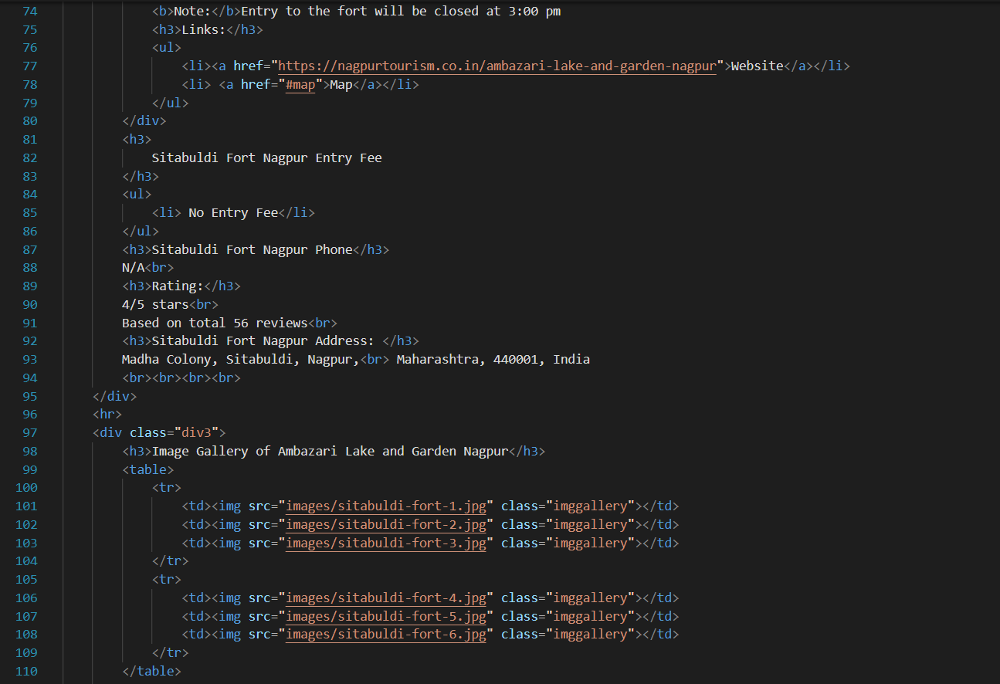 74 <b>Note:</b>Entry to the fort will be closed at 3:00 pm
75 <h3>Links:</h3>
76 <ul>
77 <li><a href="https://nagpurtourism.co.in/ambazari-lake-and-garden-nagpur">Website</a></li>
78 <li> <a href="#map">Map</a></li>
79 </ul>
80 </div>
81 <h3>
82 Sitabuldi Fort Nagpur Entry Fee
83 </h3>
84 <ul>
85 <li> No Entry Fee</li>
86 </ul>
87 <h3>Sitabuldi Fort Nagpur Phone</h3>
88 N/A<br>
89 <h3>Rating:</h3>
90 4/5 stars<br>
91 Based on total 56 reviews<br>
92 <h3>Sitabuldi Fort Nagpur Address: </h3>
93 Madha Colony, Sitabuldi, Nagpur,<br> Maharashtra, 440001, India
94 <br><br><br><br>
95 </div>
96 <hr>
97 <div class="div3">
98 <h3>Image Gallery of Ambazari Lake and Garden Nagpur</h3>
99 <table>
100 <tr>
101 <td><img src="images/sitabuldi-fort-1.jpg" class="imggallery"></td>
102 <td><img src="images/sitabuldi-fort-2.jpg" class="imggallery"></td>
103 <td><img src="images/sitabuldi-fort-3.jpg" class="imggallery"></td>
104 </tr>
105 <tr>
106 <td><img src="images/sitabuldi-fort-4.jpg" class="imggallery"></td>
107 <td><img src="images/sitabuldi-fort-5.jpg" class="imggallery"></td>
108 <td><img src="images/sitabuldi-fort-6.jpg" class="imggallery"></td>
109 </tr>
110 </table>